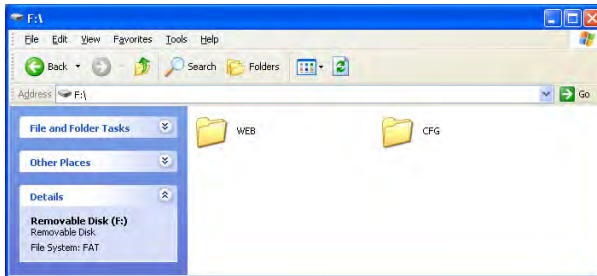 F:\
File Edit View Favorites Tools Help
Back Search Folders
Address F:\ Go
File and Folder Tasks
Other Places
Details
Removable Disk (F:)
Removable Disk
File System: FAT
WEB CFG